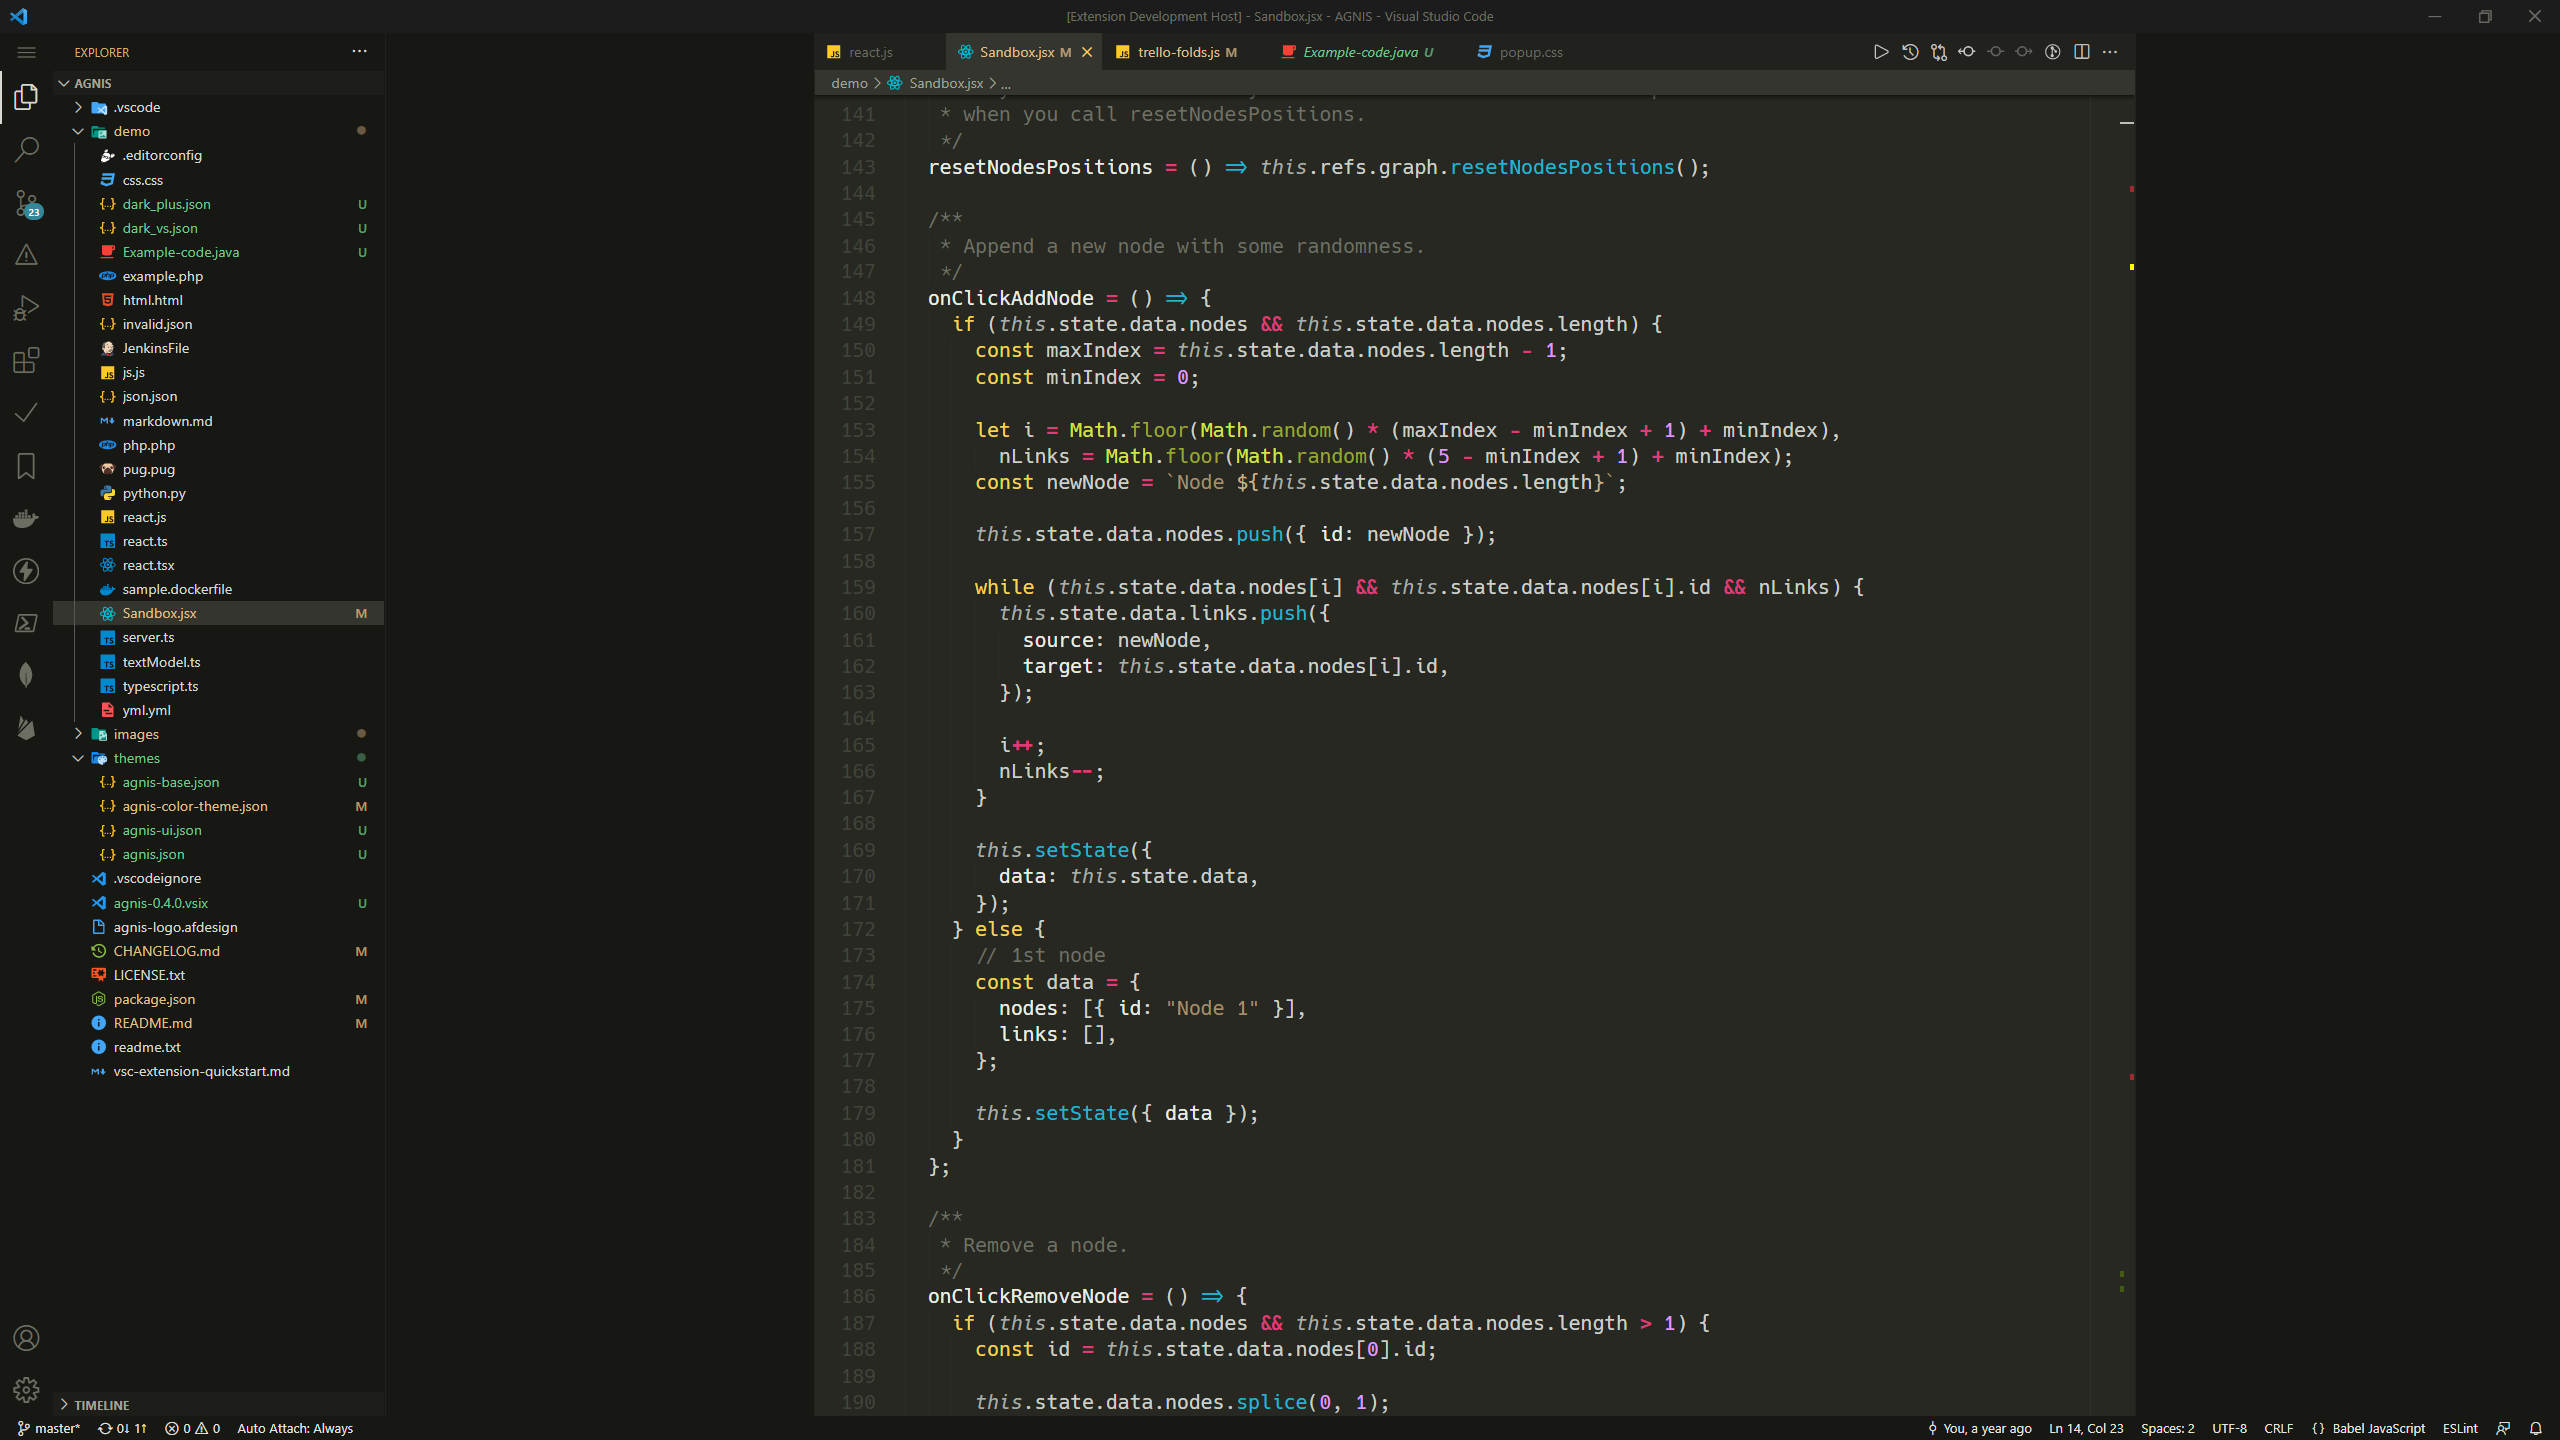 [Extension Development Host] - Sandbox.jsx - AGNIS - Visual Studio Code
EXPLORER
AGNIS
.vscode
demo
.editorconfig
css.css
dark_plus.json U
dark_vs.json U
Example-code.java U
example.php
html.html
invalid.json
JenkinsFile
js.js
json.json
markdown.md
php.php
pug.pug
python.py
react.js
react.ts
react.tsx
sample.dockerfile
Sandbox.jsx M
server.ts
textModel.ts
typescript.ts
yml.yml
images
themes
agnis-base.json U
agnis-color-theme.json M
agnis-ui.json U
agnis.json U
.vscodeignore
agnis-0.4.0.vsix U
agnis-logo.afdesign
CHANGELOG.md M
LICENSE.txt
package.json M
README.md M
readme.txt
vsc-extension-quickstart.md
TIMELINE
23
react.js Sandbox.jsx M trello-folds.js M Example-code.java U popup.css
demo > Sandbox.jsx > ...
141 * when you call resetNodesPositions.
142 */
143 resetNodesPositions = () => this.refs.graph.resetNodesPositions();
144
145 /**
146 * Append a new node with some randomness.
147 */
148 onClickAddNode = () => {
149 if (this.state.data.nodes && this.state.data.nodes.length) {
150 const maxIndex = this.state.data.nodes.length - 1;
151 const minIndex = 0;
152
153 let i = Math.floor(Math.random() * (maxIndex - minIndex + 1) + minIndex),
154 nLinks = Math.floor(Math.random() * (5 - minIndex + 1) + minIndex);
155 const newNode = `Node ${this.state.data.nodes.length}`;
156
157 this.state.data.nodes.push({ id: newNode });
158
159 while (this.state.data.nodes[i] && this.state.data.nodes[i].id && nLinks) {
160 this.state.data.links.push({
161 source: newNode,
162 target: this.state.data.nodes[i].id,
163 });
164
165 i++;
166 nLinks--;
167 }
168
169 this.setState({
170 data: this.state.data,
171 });
172 } else {
173 // 1st node
174 const data = {
175 nodes: [{ id: "Node 1" }],
176 links: [],
177 };
178
179 this.setState({ data });
180 }
181 };
182
183 /**
184 * Remove a node.
185 */
186 onClickRemoveNode = () => {
187 if (this.state.data.nodes && this.state.data.nodes.length > 1) {
188 const id = this.state.data.nodes[0].id;
189
190 this.state.data.nodes.splice(0, 1);
master* 0↓ 1↑ 0 0 Auto Attach: Always You, a year ago Ln 14, Col 23 Spaces: 2 UTF-8 CRLF {} Babel JavaScript ESLint